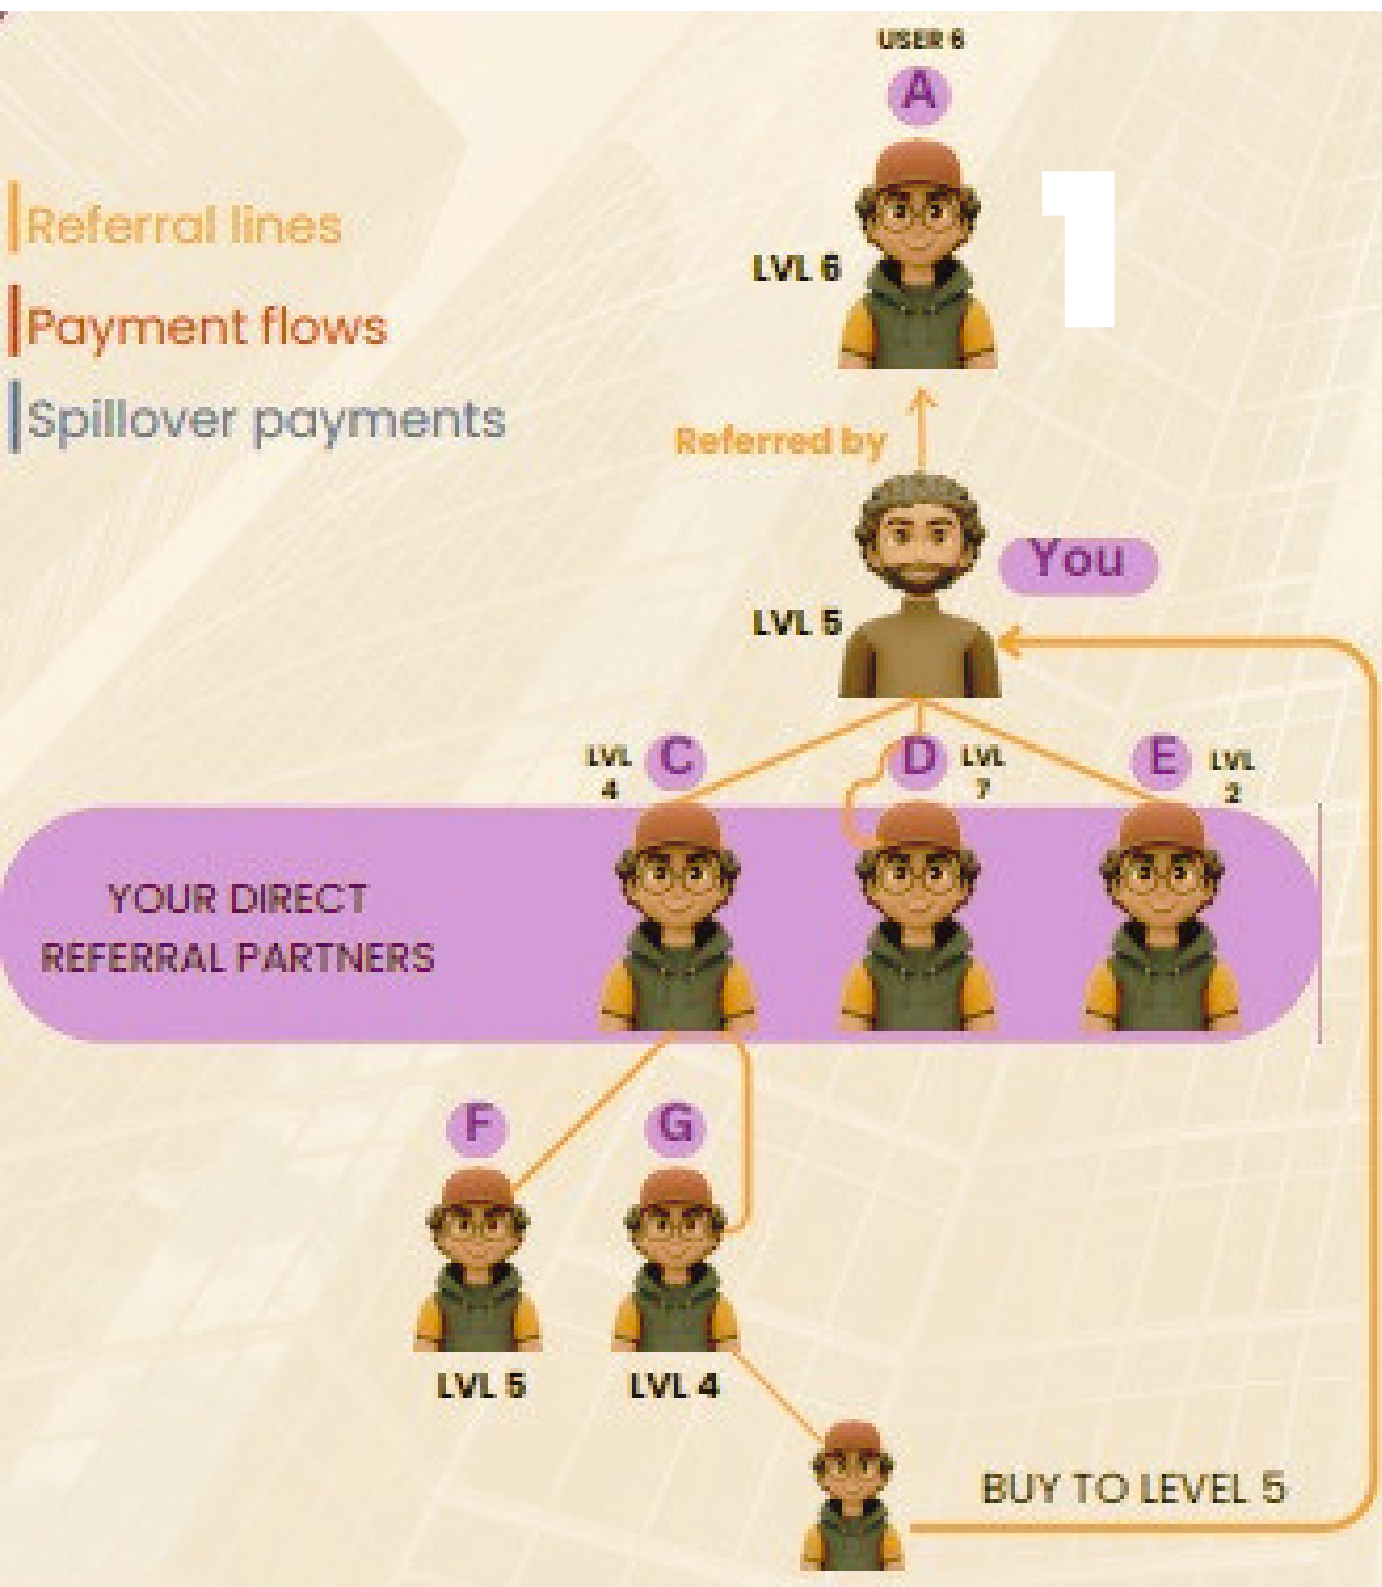 USER 6
A
1
Referral lines
LVL 6
Payment flows
Spillover payments
Referred by
You
LVL 5
LVL
4
C
D
LVL
7
E
LVL
2
YOUR DIRECT
REFERRAL PARTNERS
F
G
LVL 5
LVL 4
BUY TO LEVEL 5